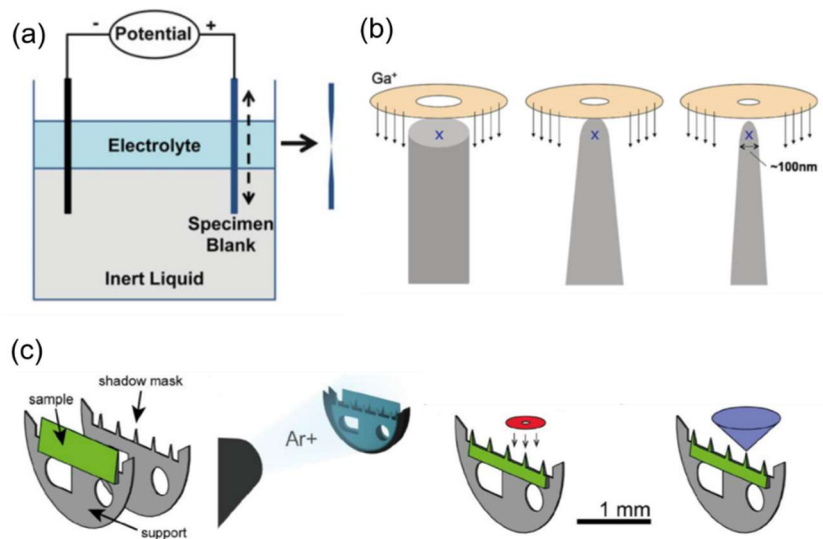 (a)
- Potential +
Electrolyte
Specimen
Blank
Inert Liquid
(b)
Ga⁺
x
x
x
~100nm
(c)
shadow mask
sample
support
Ar+
1 mm